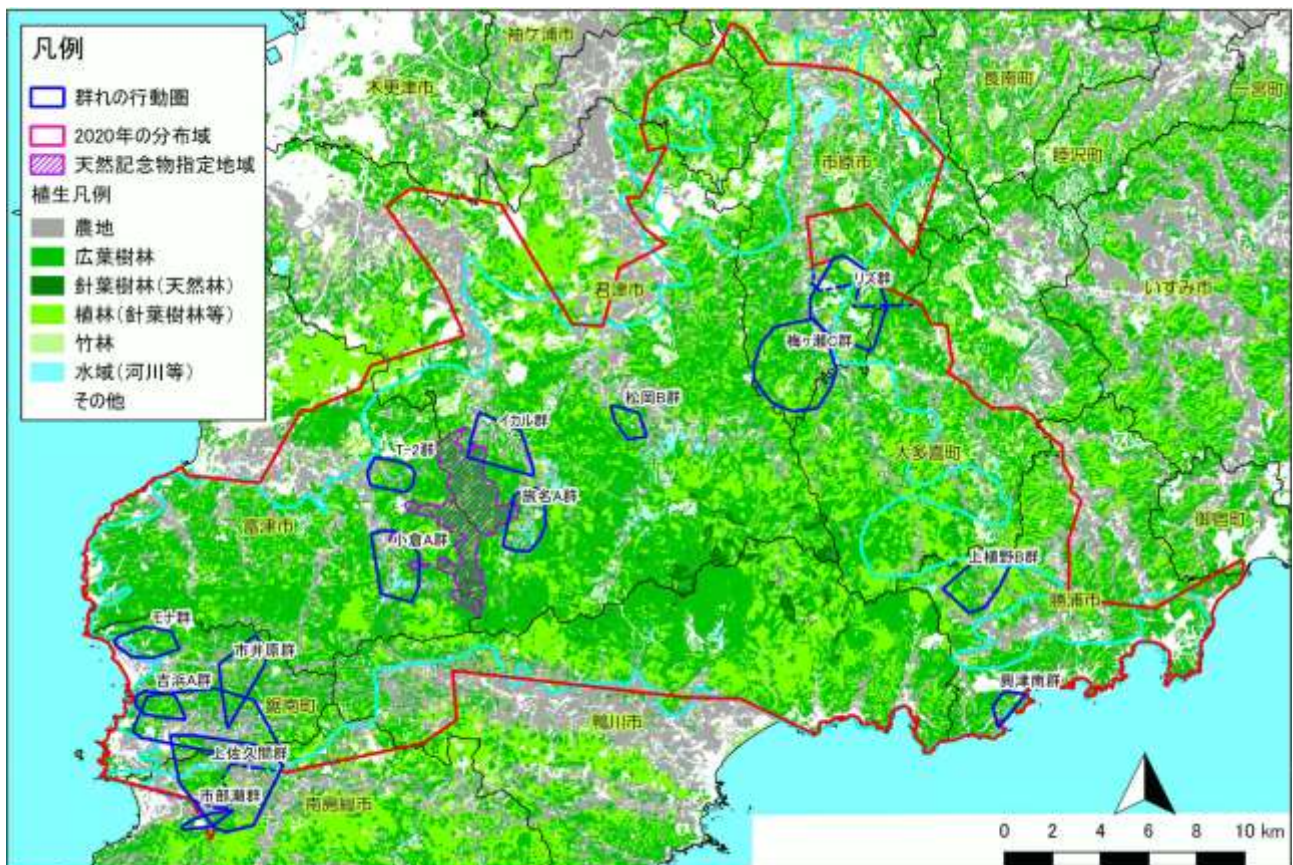 凡例
群れの行動圏
2020年の分布域
天然記念物指定地域
植生凡例
農地
広葉樹林
針葉樹林(天然林)
植林(針葉樹林等)
竹林
水域(河川等)
その他
袖ケ浦市
木更津市
長南町
一宮町
睦沢町
市原市
いすみ市
君津市
リズ群
梅ヶ瀬C群
松岡B群
イカル群
T-2群
大多喜町
旅名A群
御宿町
富津市
小倉A群
上植野B群
勝浦市
モナ群
市井原群
吉浜A群
興津南群
鋸南町
鴨川市
上佐久間群
市部瀬群
南房総市
0 2 4 6 8 10 km